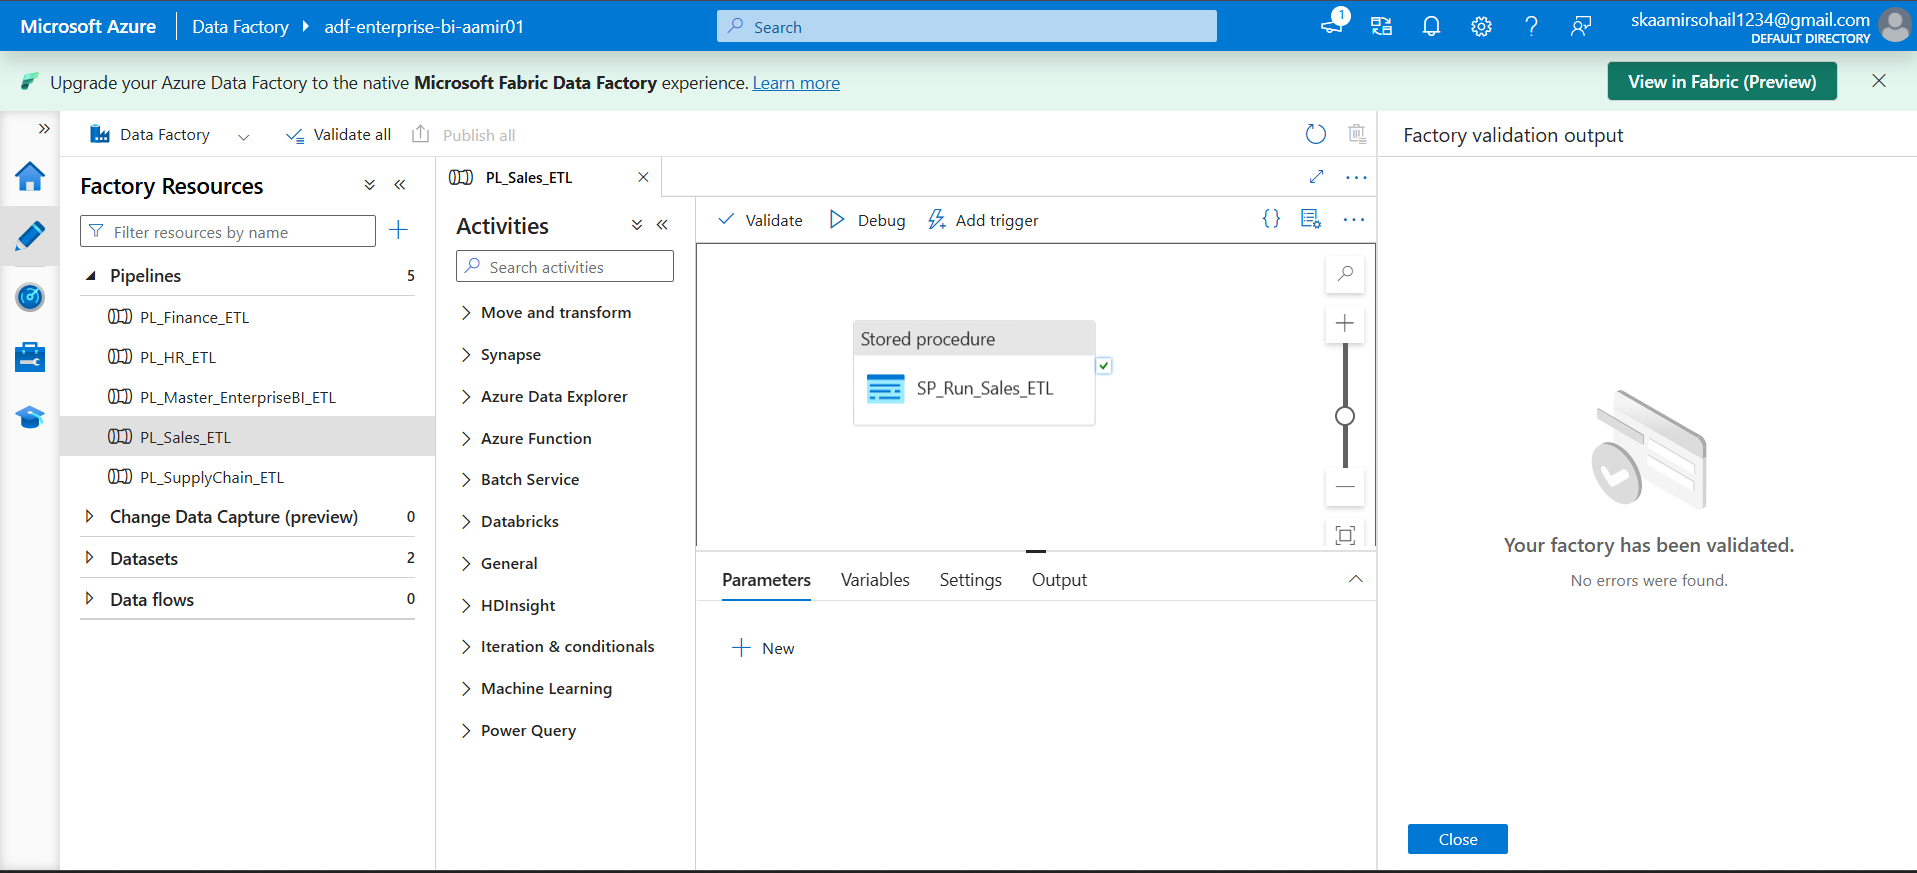 Microsoft Azure
Data Factory
adf-enterprise-bi-aamir01
Search
1
skaamirsohail1234@gmail.com
DEFAULT DIRECTORY
Upgrade your Azure Data Factory to the native Microsoft Fabric Data Factory experience. Learn more
View in Fabric (Preview)
Data Factory
Validate all
Publish all
Factory Resources
Filter resources by name
Pipelines 5
PL_Finance_ETL
PL_HR_ETL
PL_Master_EnterpriseBI_ETL
PL_Sales_ETL
PL_SupplyChain_ETL
Change Data Capture (preview) 0
Datasets 2
Data flows 0
PL_Sales_ETL
Activities
Search activities
Move and transform
Synapse
Azure Data Explorer
Azure Function
Batch Service
Databricks
General
HDInsight
Iteration & conditionals
Machine Learning
Power Query
Validate
Debug
Add trigger
Stored procedure
SP_Run_Sales_ETL
Parameters
Variables
Settings
Output
New
Factory validation output
Your factory has been validated.
No errors were found.
Close